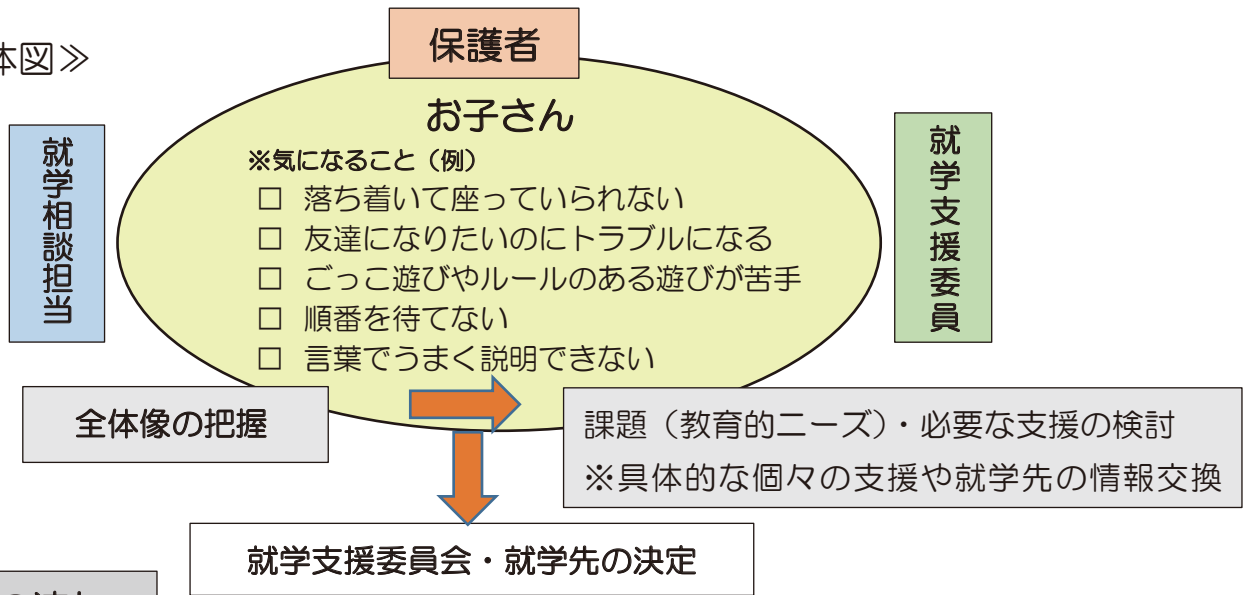 体図≫
保護者
お子さん
※気になること（例）
□ 落ち着いて座っていられない
□ 友達になりたいのにトラブルになる
□ ごっこ遊びやルールのある遊びが苦手
□ 順番を待てない
□ 言葉でうまく説明できない
就学相談担当
就学支援委員
全体像の把握
課題（教育的ニーズ）・必要な支援の検討
※具体的な個々の支援や就学先の情報交換
就学支援委員会・就学先の決定